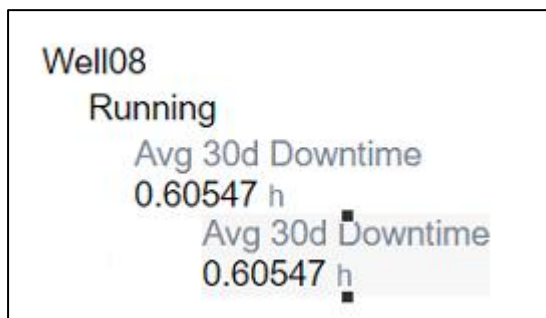 Well08
Running
Avg 30d Downtime
0.60547 h
Avg 30d Downtime
0.60547 h